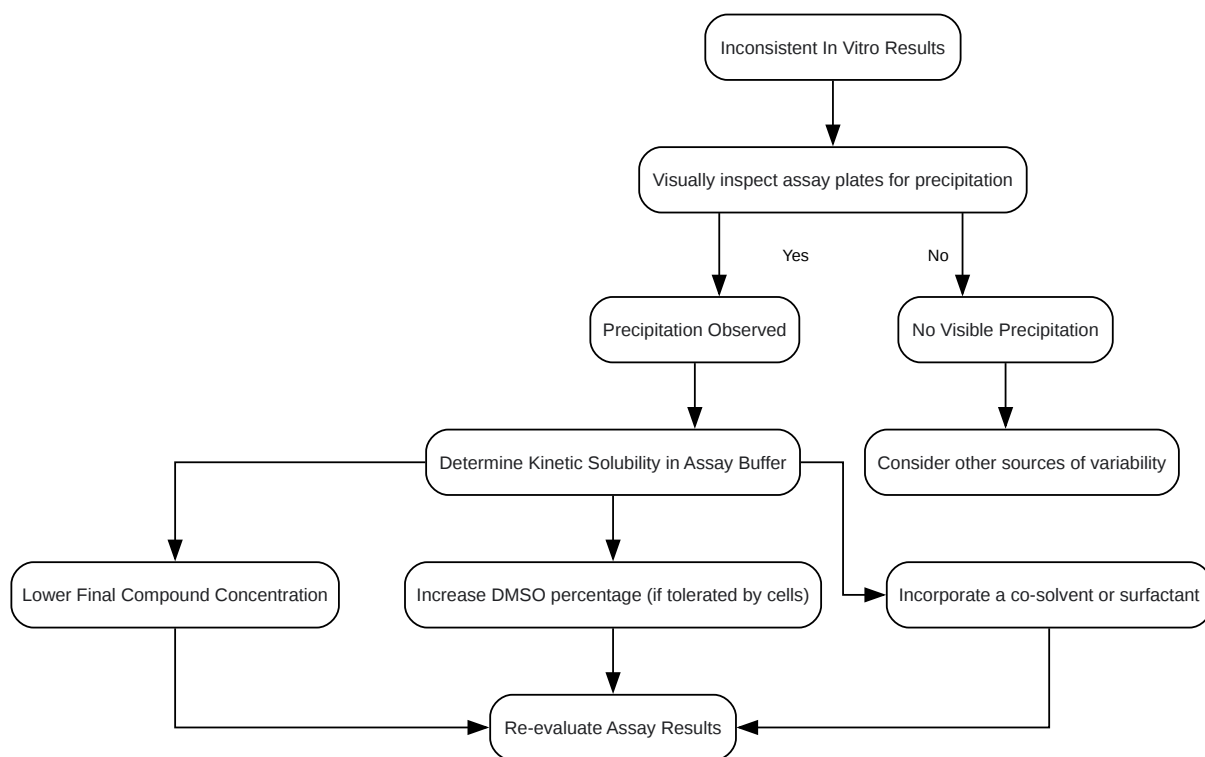 Inconsistent In Vitro Results
Visually inspect assay plates for precipitation
Yes
No
Precipitation Observed
No Visible Precipitation
Determine Kinetic Solubility in Assay Buffer
Consider other sources of variability
Lower Final Compound Concentration
Increase DMSO percentage (if tolerated by cells)
Incorporate a co-solvent or surfactant
Re-evaluate Assay Results